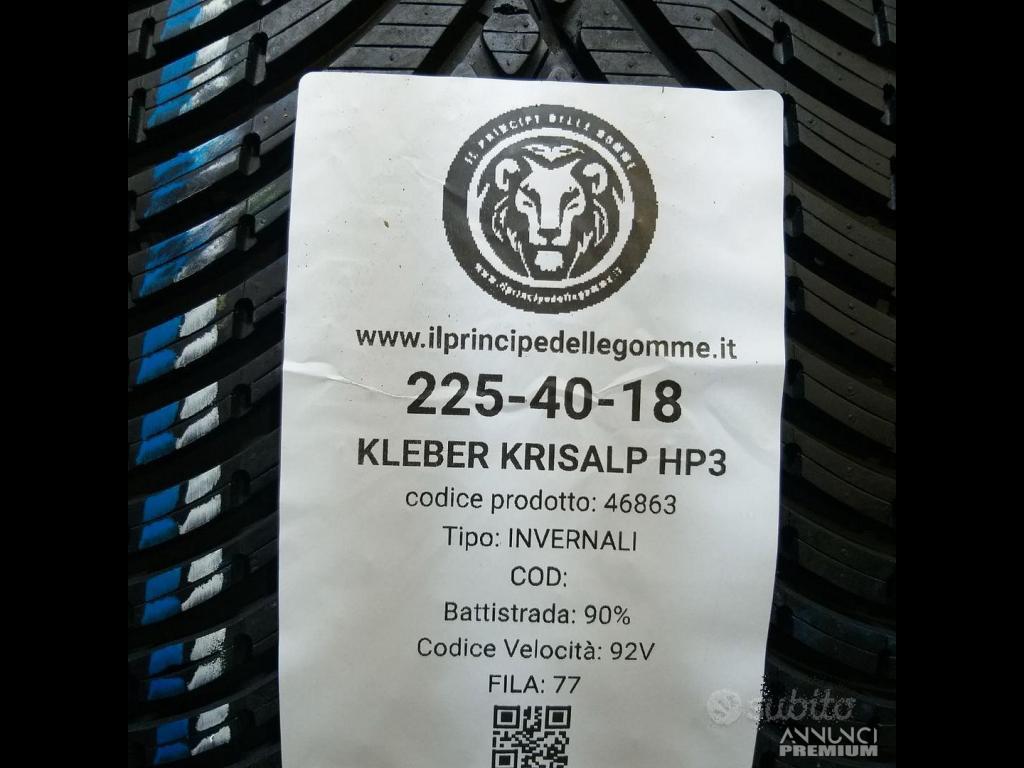 IL PRINCIPE DELLE GOMME
www.ilprincipedellegomme.it
www.ilprincipedellegomme.it
225-40-18
KLEBER KRISALP HP3
codice prodotto: 46863
Tipo: INVERNALI
COD:
Battistrada: 90%
Codice Velocità: 92V
FILA: 77
subito
ANNUNCI
PREMIUM